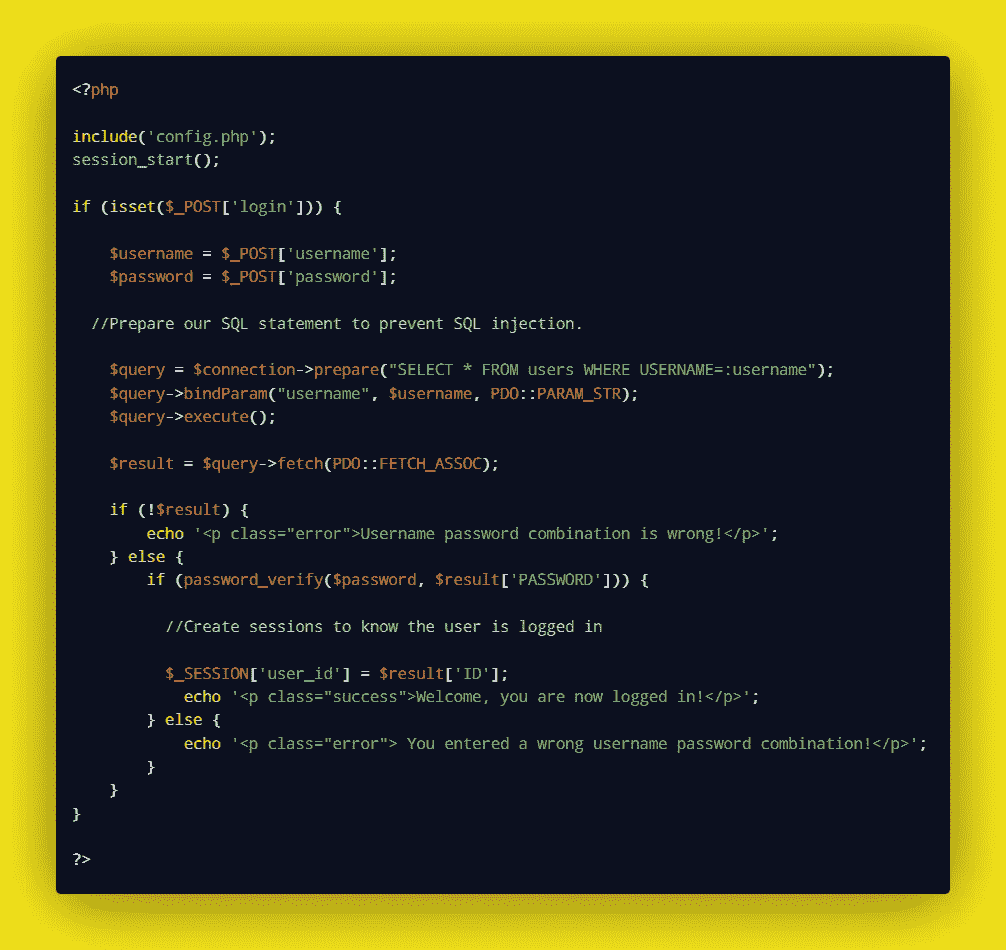 <?php
include('config.php');
session_start();
if (isset($_POST['login'])) {
$username = $_POST['username'];
$password = $_POST['password'];
//Prepare our SQL statement to prevent SQL injection.
$query = $connection->prepare("SELECT * FROM users WHERE USERNAME=:username");
$query->bindParam("username", $username, PDO::PARAM_STR);
$query->execute();
$result = $query->fetch(PDO::FETCH_ASSOC);
if (!$result) {
echo '<p class="error">Username password combination is wrong!</p>';
} else {
if (password_verify($password, $result['PASSWORD'])) {
//Create sessions to know the user is logged in
$_SESSION['user_id'] = $result['ID'];
echo '<p class="success">Welcome, you are now logged in!</p>';
} else {
echo '<p class="error"> You entered a wrong username password combination!</p>';
}
}
}
?>